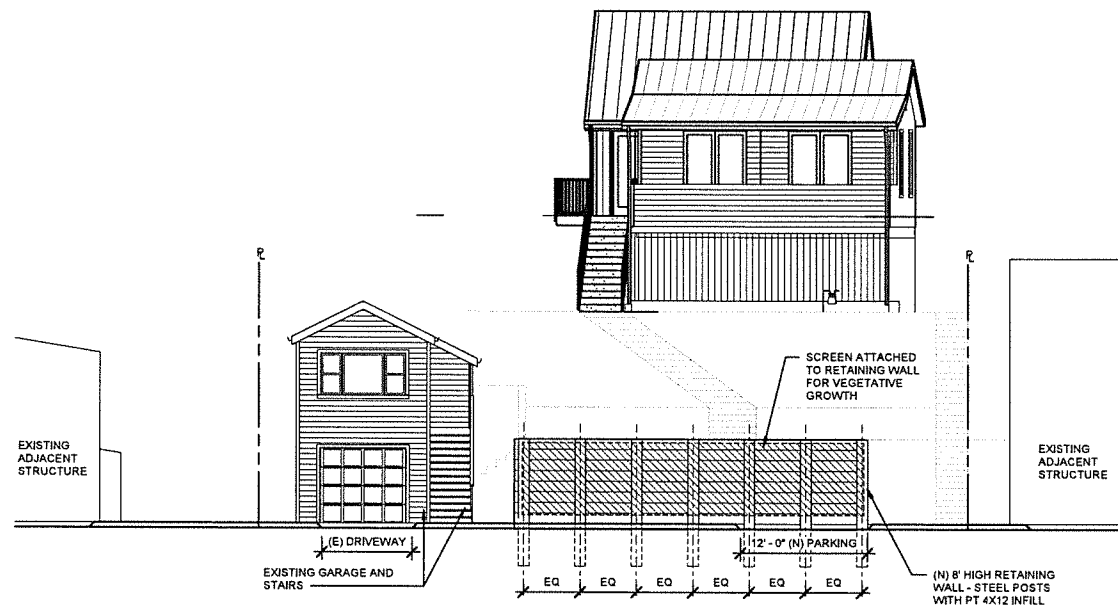 PL
PL
SCREEN ATTACHED
TO RETAINING WALL
FOR VEGETATIVE
GROWTH
EXISTING
ADJACENT
STRUCTURE
EXISTING
ADJACENT
STRUCTURE
(E) DRIVEWAY
12' - 0" (N) PARKING
EXISTING GARAGE AND
STAIRS
EQ EQ EQ EQ EQ EQ
(N) 8' HIGH RETAINING
WALL - STEEL POSTS
WITH PT 4X12 INFILL